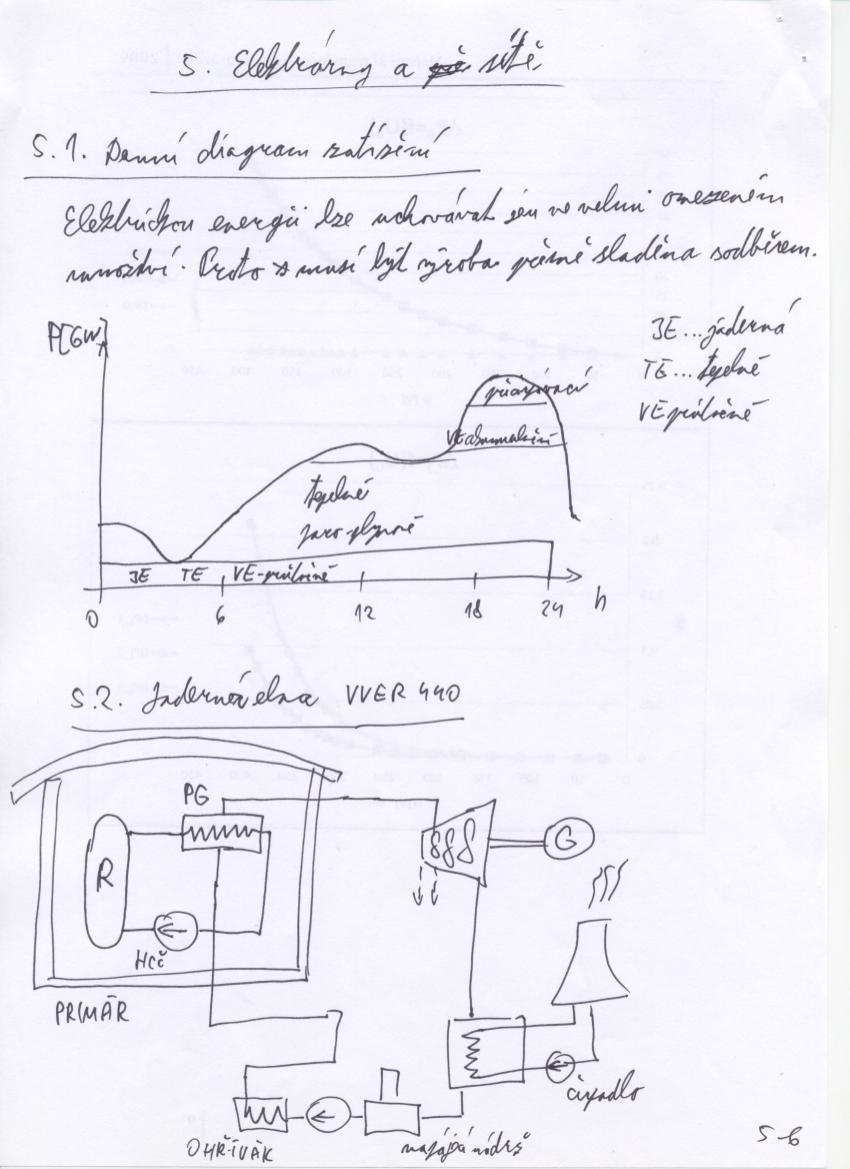 5. Elektrárny a sítě
5.1. Denní diagram zatížení
Elektrickou energii lze uchovávat jen ve velmi omezeném
množství. Proto musí být výroba přesně sladěna s odběrem.
P[GW]
JE...jaderná
TE...tepelné
VE-průtočné
přečerpávací
VE akumulační
tepelné
paro-plynové
JE TE VE-průtočné
0 6 12 18 24 h
5.2. Jaderná elna VVER 440
PG
R
G
HCČ
PRIMÁR
čerpadlo
OHŘÍVÁK
napájecí nádrž
5-6